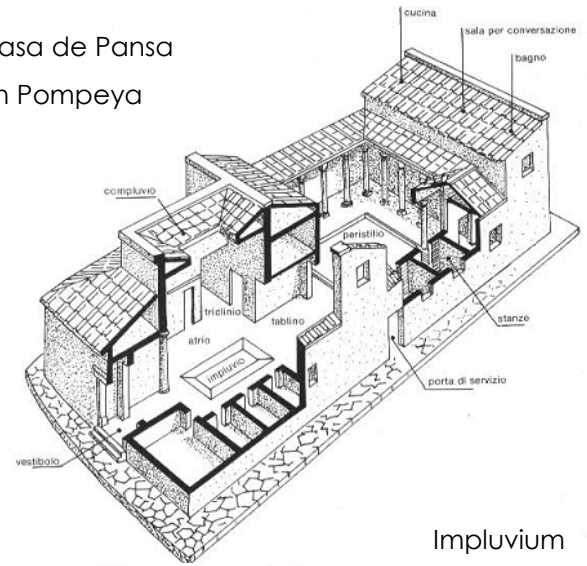 asa de Pansa
n Pompeya
cucina
sala per conversazione
bagno
compluvio
peristilio
triclinio
tablino
stanze
atrio
impluvio
porta di servizio
vestibolo
Impluvium